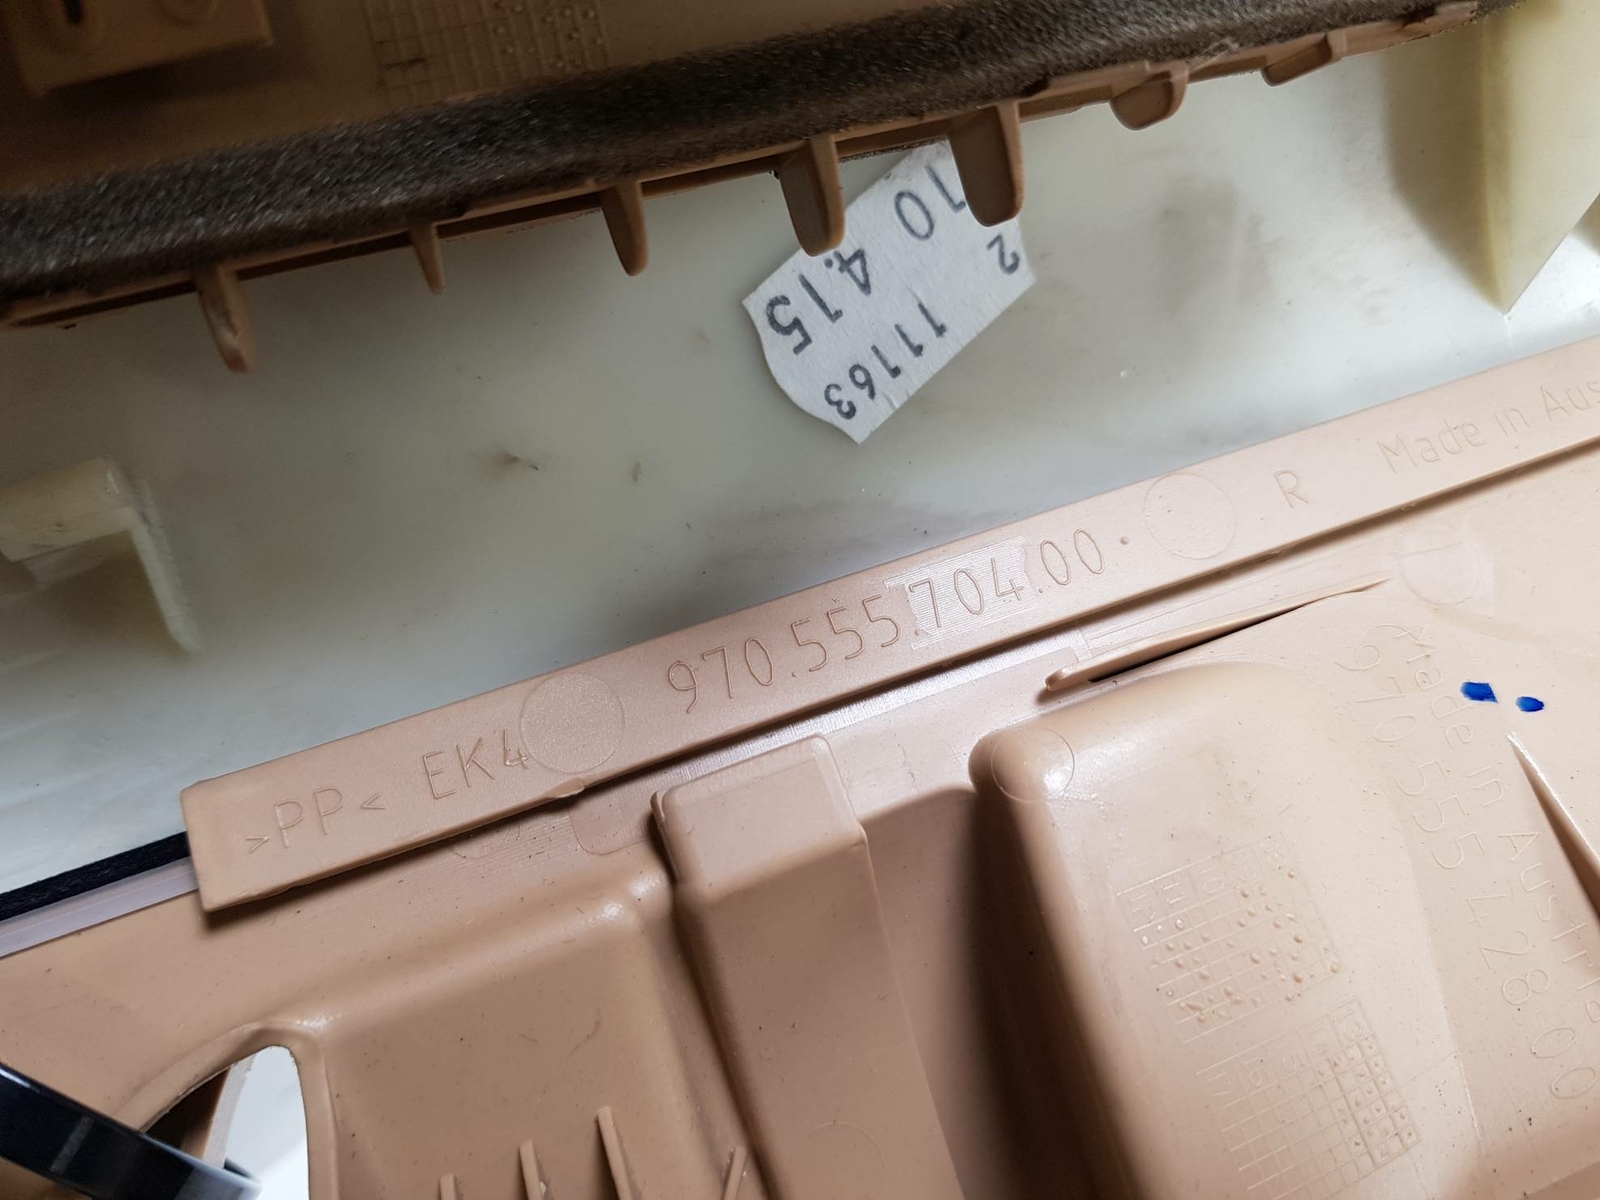 10 2
4.15
11163
>PP< EK4 970.555.704.00. R Made in Aus
Made in Austria
970.555.728.00